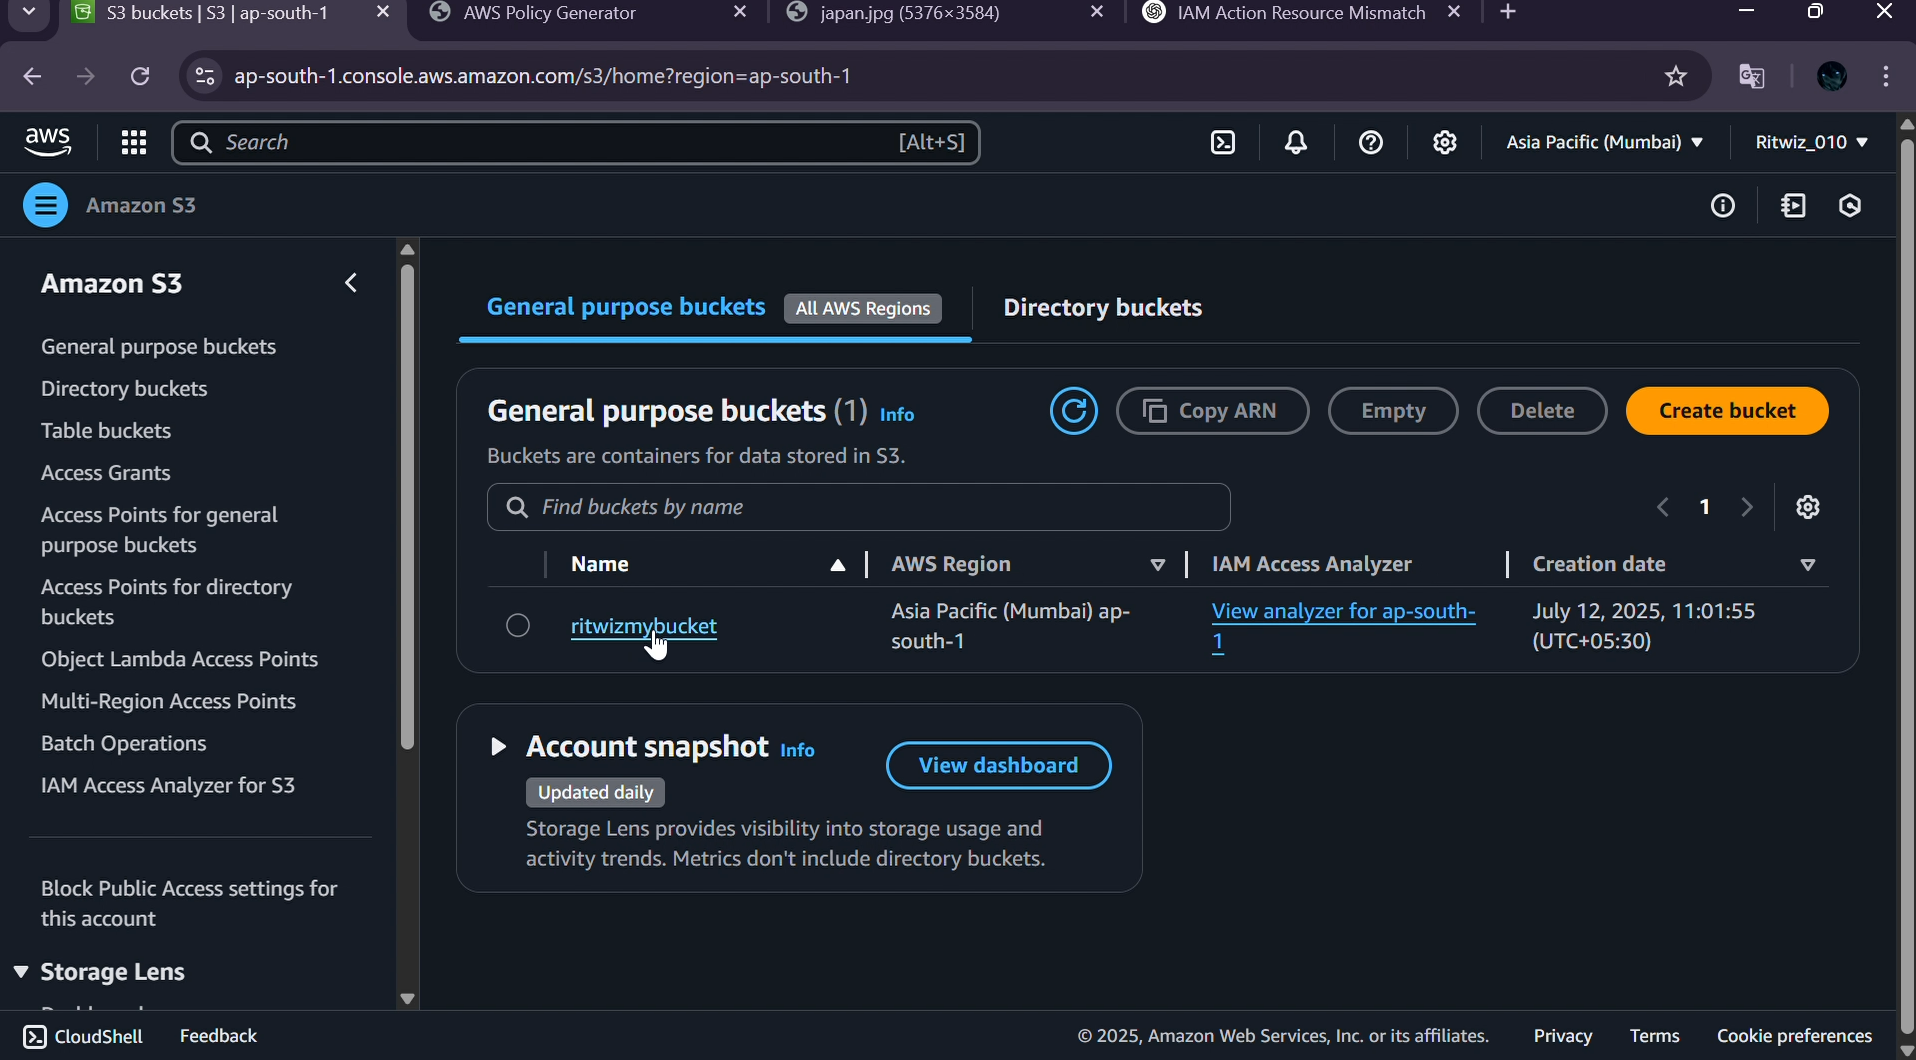 S3 buckets | S3 | ap-south-1
AWS Policy Generator
japan.jpg (5376×3584)
IAM Action Resource Mismatch
ap-south-1.console.aws.amazon.com/s3/home?region=ap-south-1
aws
Search
[Alt+S]
Asia Pacific (Mumbai)
Ritwiz_010
Amazon S3
Amazon S3
General purpose buckets
Directory buckets
Table buckets
Access Grants
Access Points for general
purpose buckets
Access Points for directory
buckets
Object Lambda Access Points
Multi-Region Access Points
Batch Operations
IAM Access Analyzer for S3
Block Public Access settings for
this account
Storage Lens
General purpose buckets
All AWS Regions
Directory buckets
General purpose buckets (1) Info
Copy ARN
Empty
Delete
Create bucket
Buckets are containers for data stored in S3.
Find buckets by name
1
Name
AWS Region
IAM Access Analyzer
Creation date
ritwizmybucket
Asia Pacific (Mumbai) ap-
south-1
View analyzer for ap-south-
1
July 12, 2025, 11:01:55
(UTC+05:30)
Account snapshot Info
View dashboard
Updated daily
Storage Lens provides visibility into storage usage and
activity trends. Metrics don't include directory buckets.
CloudShell
Feedback
© 2025, Amazon Web Services, Inc. or its affiliates.
Privacy
Terms
Cookie preferences